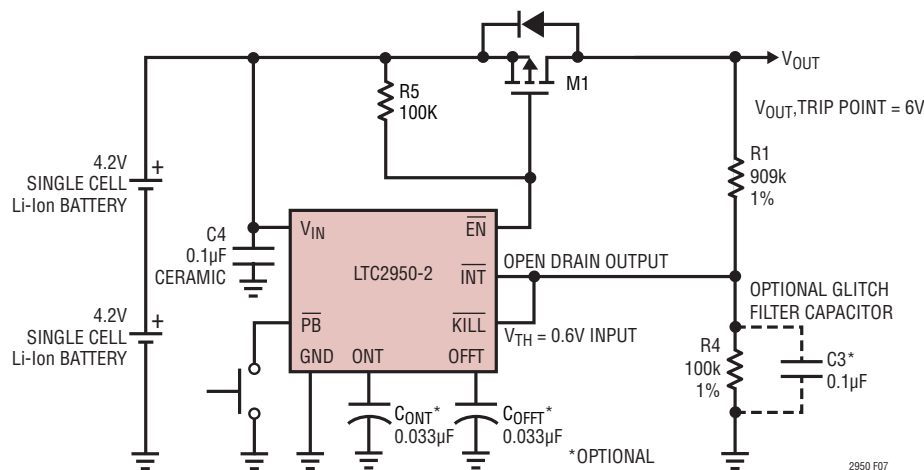 VOUT
M1
R5
100K
VOUT,TRIP POINT = 6V
R1
909k
1%
4.2V
SINGLE CELL
Li-Ion BATTERY
+
C4
0.1µF
CERAMIC
VIN
EN
LTC2950-2
INT
OPEN DRAIN OUTPUT
KILL
VTH = 0.6V INPUT
PB
GND
ONT
OFFT
OPTIONAL GLITCH
FILTER CAPACITOR
4.2V
SINGLE CELL
Li-Ion BATTERY
+
R4
100k
1%
C3*
0.1µF
CONT*
0.033µF
COFFT*
0.033µF
*OPTIONAL
2950 F07